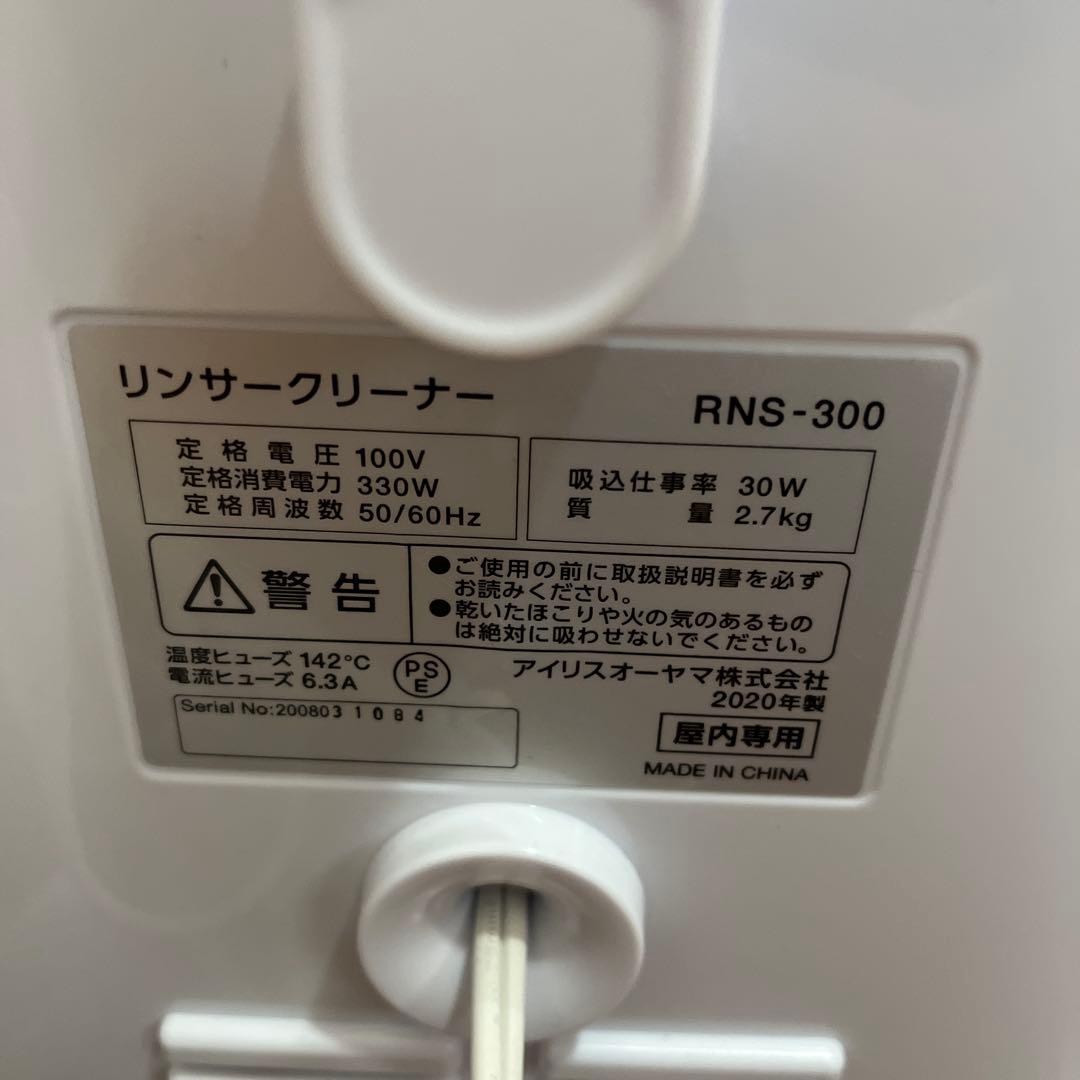 リンサークリーナー RNS-300
定格電圧 100V
定格消費電力 330W
定格周波数 50/60Hz
吸込仕事率 30W
質量 2.7kg
警告
●ご使用の前に取扱説明書を必ず
お読みください。
●乾いたほこりや火の気のあるもの
は絶対に吸わせないでください。
温度ヒューズ 142°C
電流ヒューズ 6.3A
PS
E
アイリスオーヤマ株式会社
2020年製
Serial No:200803 1 0 8 4
屋内専用
MADE IN CHINA